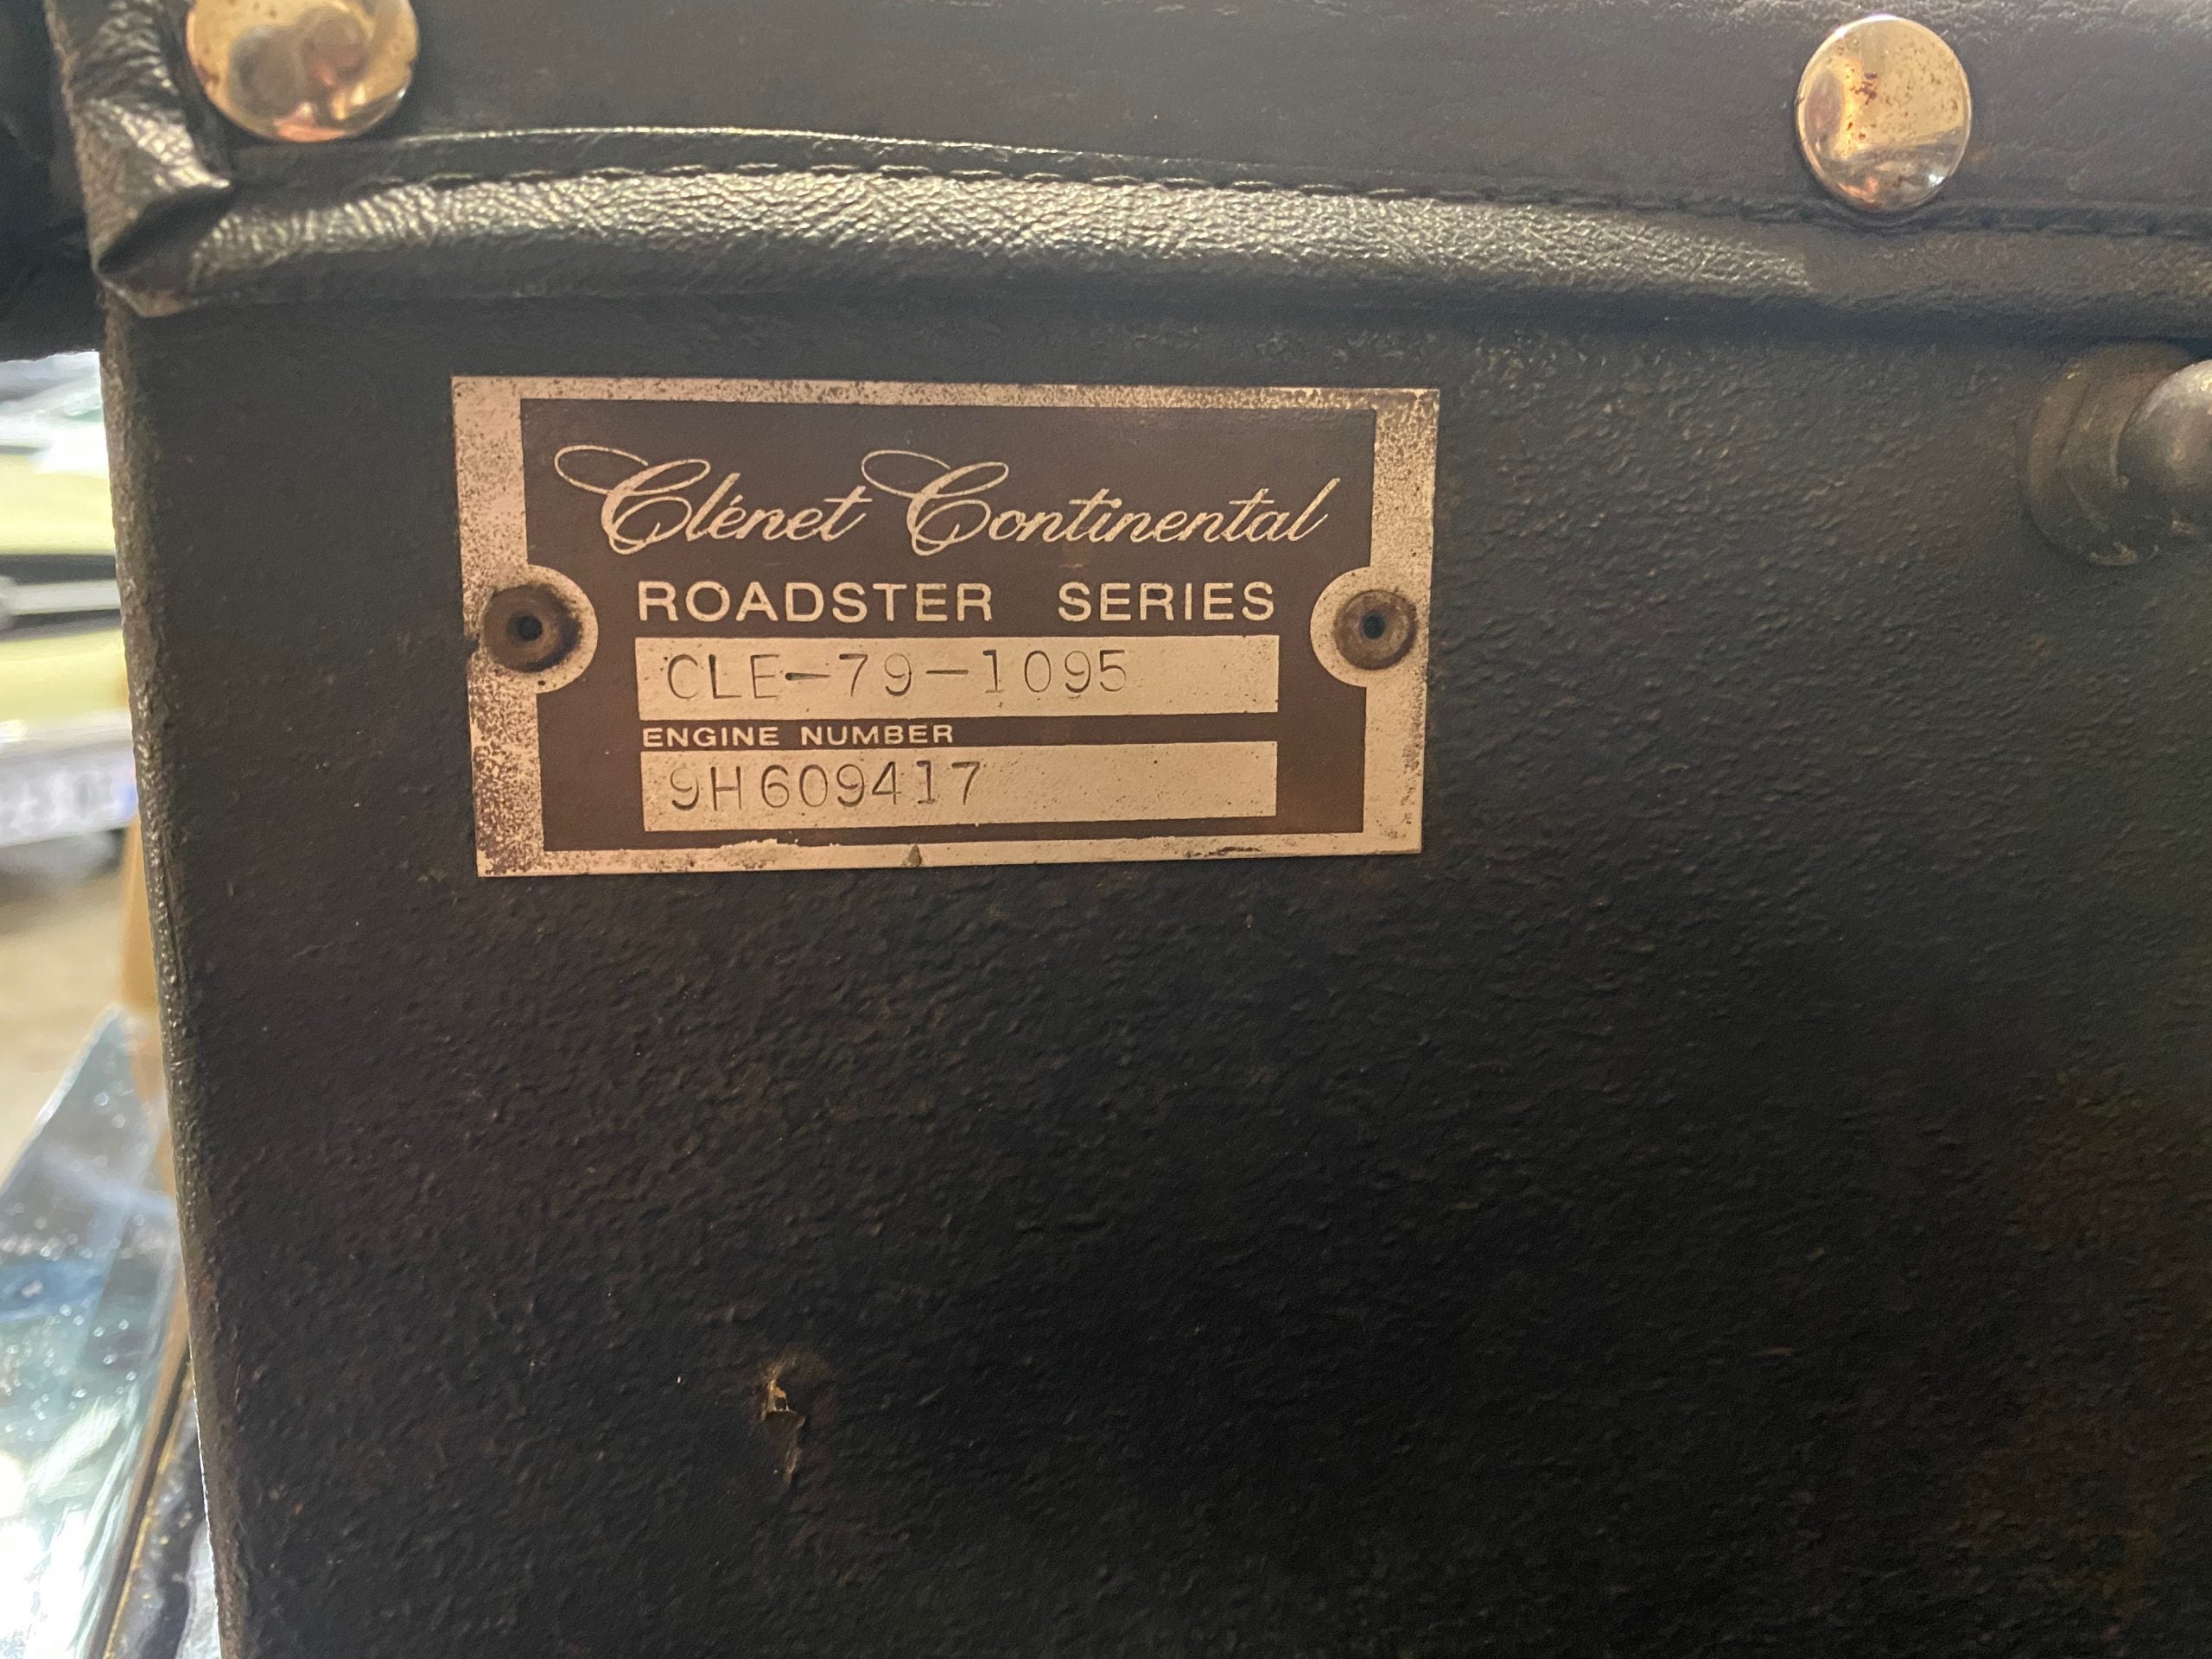 Clénet Continental
ROADSTER SERIES
CLE-79-1095
ENGINE NUMBER
9H609417